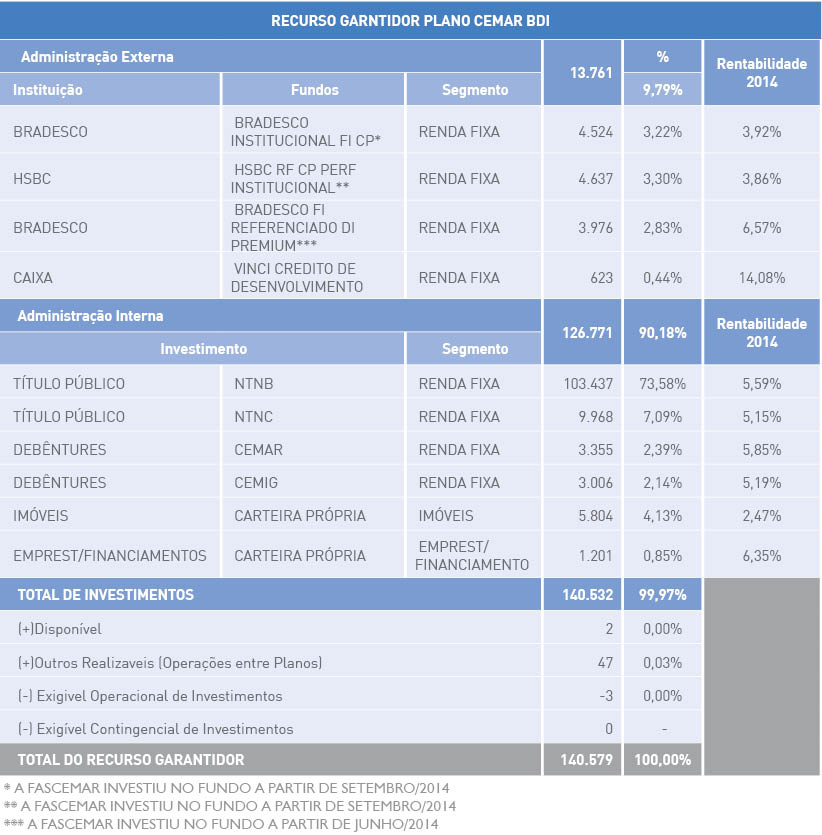 RECURSO GARNTIDOR PLANO CEMAR BDI
Administração Externa 13.761 % Rentabilidade 2014
Instituição Fundos Segmento 9,79%
BRADESCO BRADESCO INSTITUCIONAL FI CP* RENDA FIXA 4.524 3,22% 3,92%
HSBC HSBC RF CP PERF INSTITUCIONAL** RENDA FIXA 4.637 3,30% 3,86%
BRADESCO BRADESCO FI REFERENCIADO DI PREMIUM*** RENDA FIXA 3.976 2,83% 6,57%
CAIXA VINCI CREDITO DE DESENVOLVIMENTO RENDA FIXA 623 0,44% 14,08%
Administração Interna 126.771 90,18% Rentabilidade 2014
Investimento Segmento
TÍTULO PÚBLICO NTNB RENDA FIXA 103.437 73,58% 5,59%
TÍTULO PÚBLICO NTNC RENDA FIXA 9.968 7,09% 5,15%
DEBÊNTURES CEMAR RENDA FIXA 3.355 2,39% 5,85%
DEBÊNTURES CEMIG RENDA FIXA 3.006 2,14% 5,19%
IMÓVEIS CARTEIRA PRÓPRIA IMÓVEIS 5.804 4,13% 2,47%
EMPREST/FINANCIAMENTOS CARTEIRA PRÓPRIA EMPREST/ FINANCIAMENTO 1.201 0,85% 6,35%
TOTAL DE INVESTIMENTOS 140.532 99,97%
(+)Disponível 2 0,00%
(+)Outros Realizaveis (Operações entre Planos) 47 0,03%
(-) Exigivel Operacional de Investimentos -3 0,00%
(-) Exigível Contingencial de Investimentos 0 -
TOTAL DO RECURSO GARANTIDOR 140.579 100,00%
* A FASCEMAR INVESTIU NO FUNDO A PARTIR DE SETEMBRO/2014
** A FASCEMAR INVESTIU NO FUNDO A PARTIR DE SETEMBRO/2014
*** A FASCEMAR INVESTIU NO FUNDO A PARTIR DE JUNHO/2014